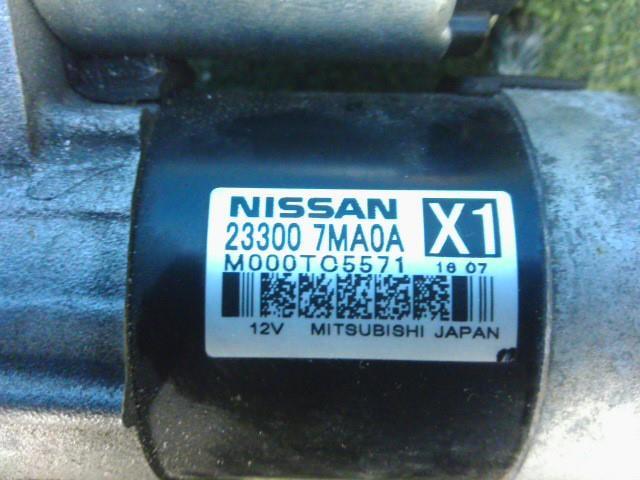 NISSAN
23300 7MA0A X1
M000TC5571 16 07
12V MITSUBISHI JAPAN